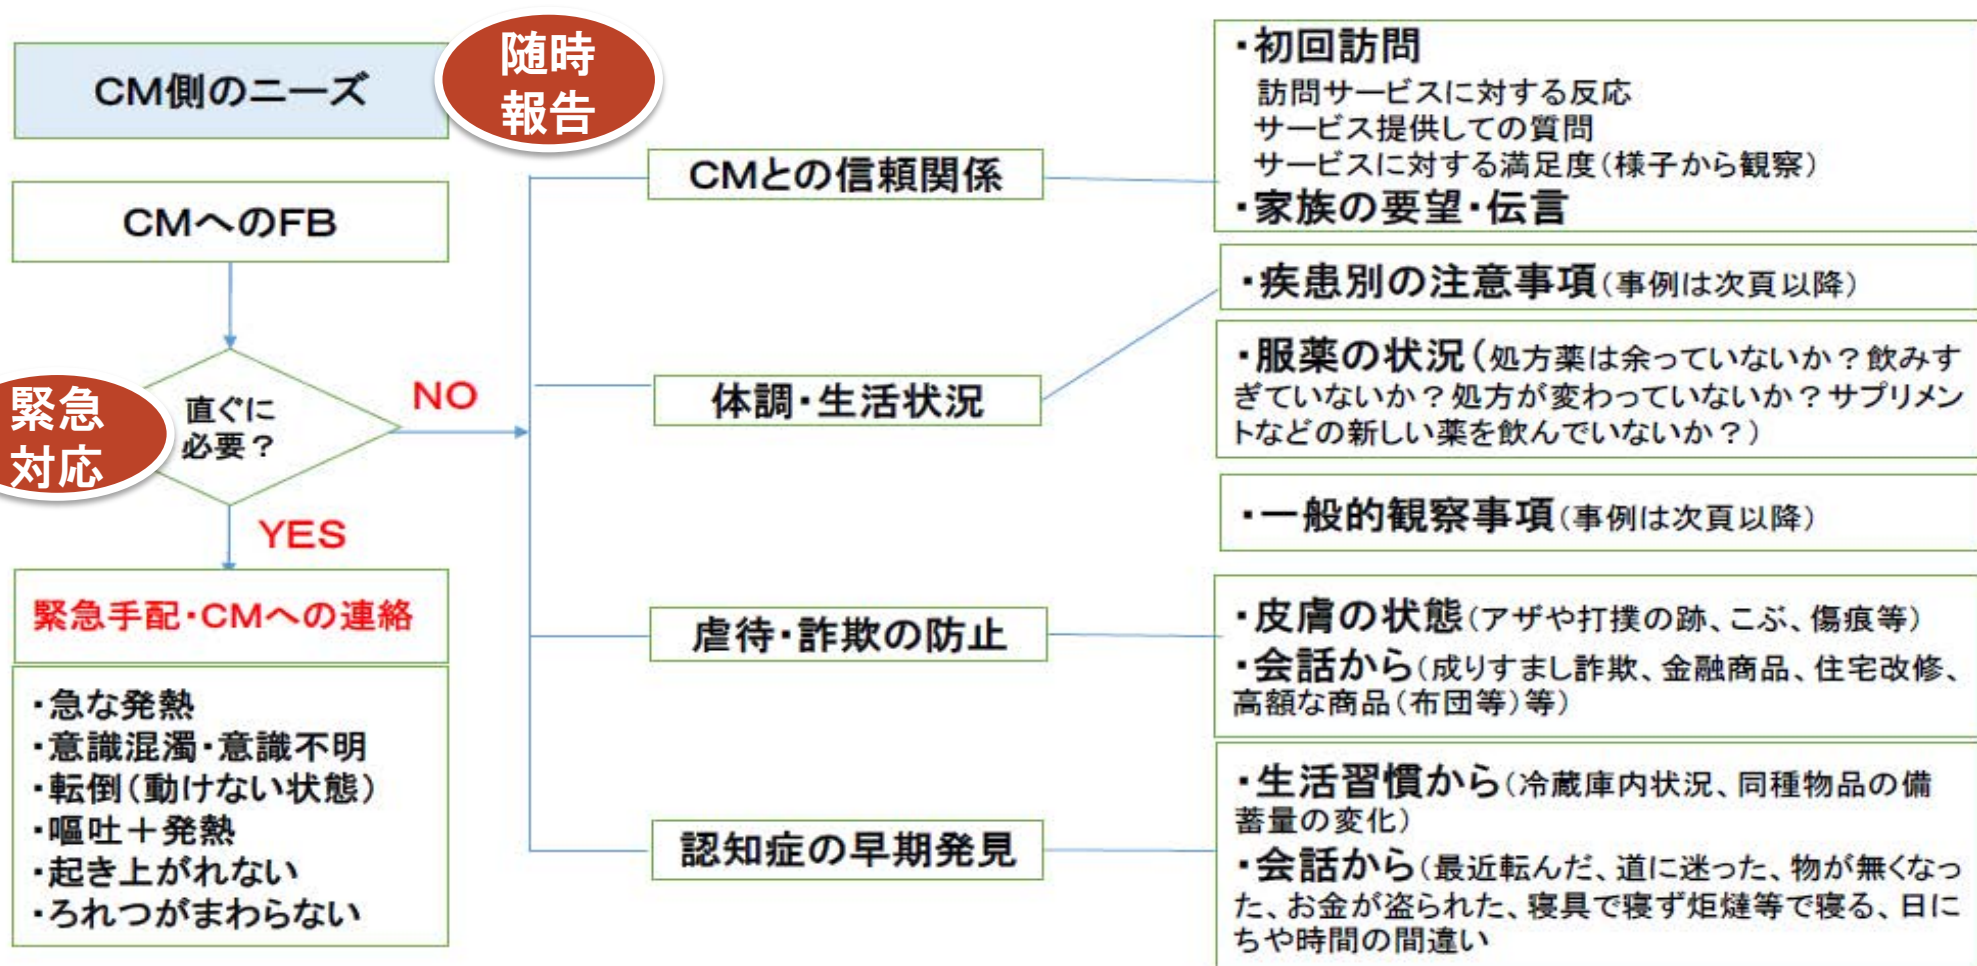 CM側のニーズ
随時
報告
CMへのFB
直ぐに
必要？
緊急
対応
NO
YES
緊急手配・CMへの連絡
・急な発熱
・意識混濁・意識不明
・転倒（動けない状態）
・嘔吐＋発熱
・起き上がれない
・ろれつがまわらない
CMとの信頼関係
体調・生活状況
虐待・詐欺の防止
認知症の早期発見
・初回訪問
訪問サービスに対する反応
サービス提供しての質問
サービスに対する満足度（様子から観察）
・家族の要望・伝言
・疾患別の注意事項（事例は次頁以降）
・服薬の状況（処方薬は余っていないか？飲みす
ぎていないか？処方が変わっていないか？サプリメン
トなどの新しい薬を飲んでいないか？）
・一般的観察事項（事例は次頁以降）
・皮膚の状態（アザや打撲の跡、こぶ、傷痕等）
・会話から（成りすまし詐欺、金融商品、住宅改修、
高額な商品（布団等）等）
・生活習慣から（冷蔵庫内状況、同種物品の備
蓄量の変化）
・会話から（最近転んだ、道に迷った、物が無くなっ
た、お金が盗られた、寝具で寝ず炬燵等で寝る、日に
ちや時間の間違い